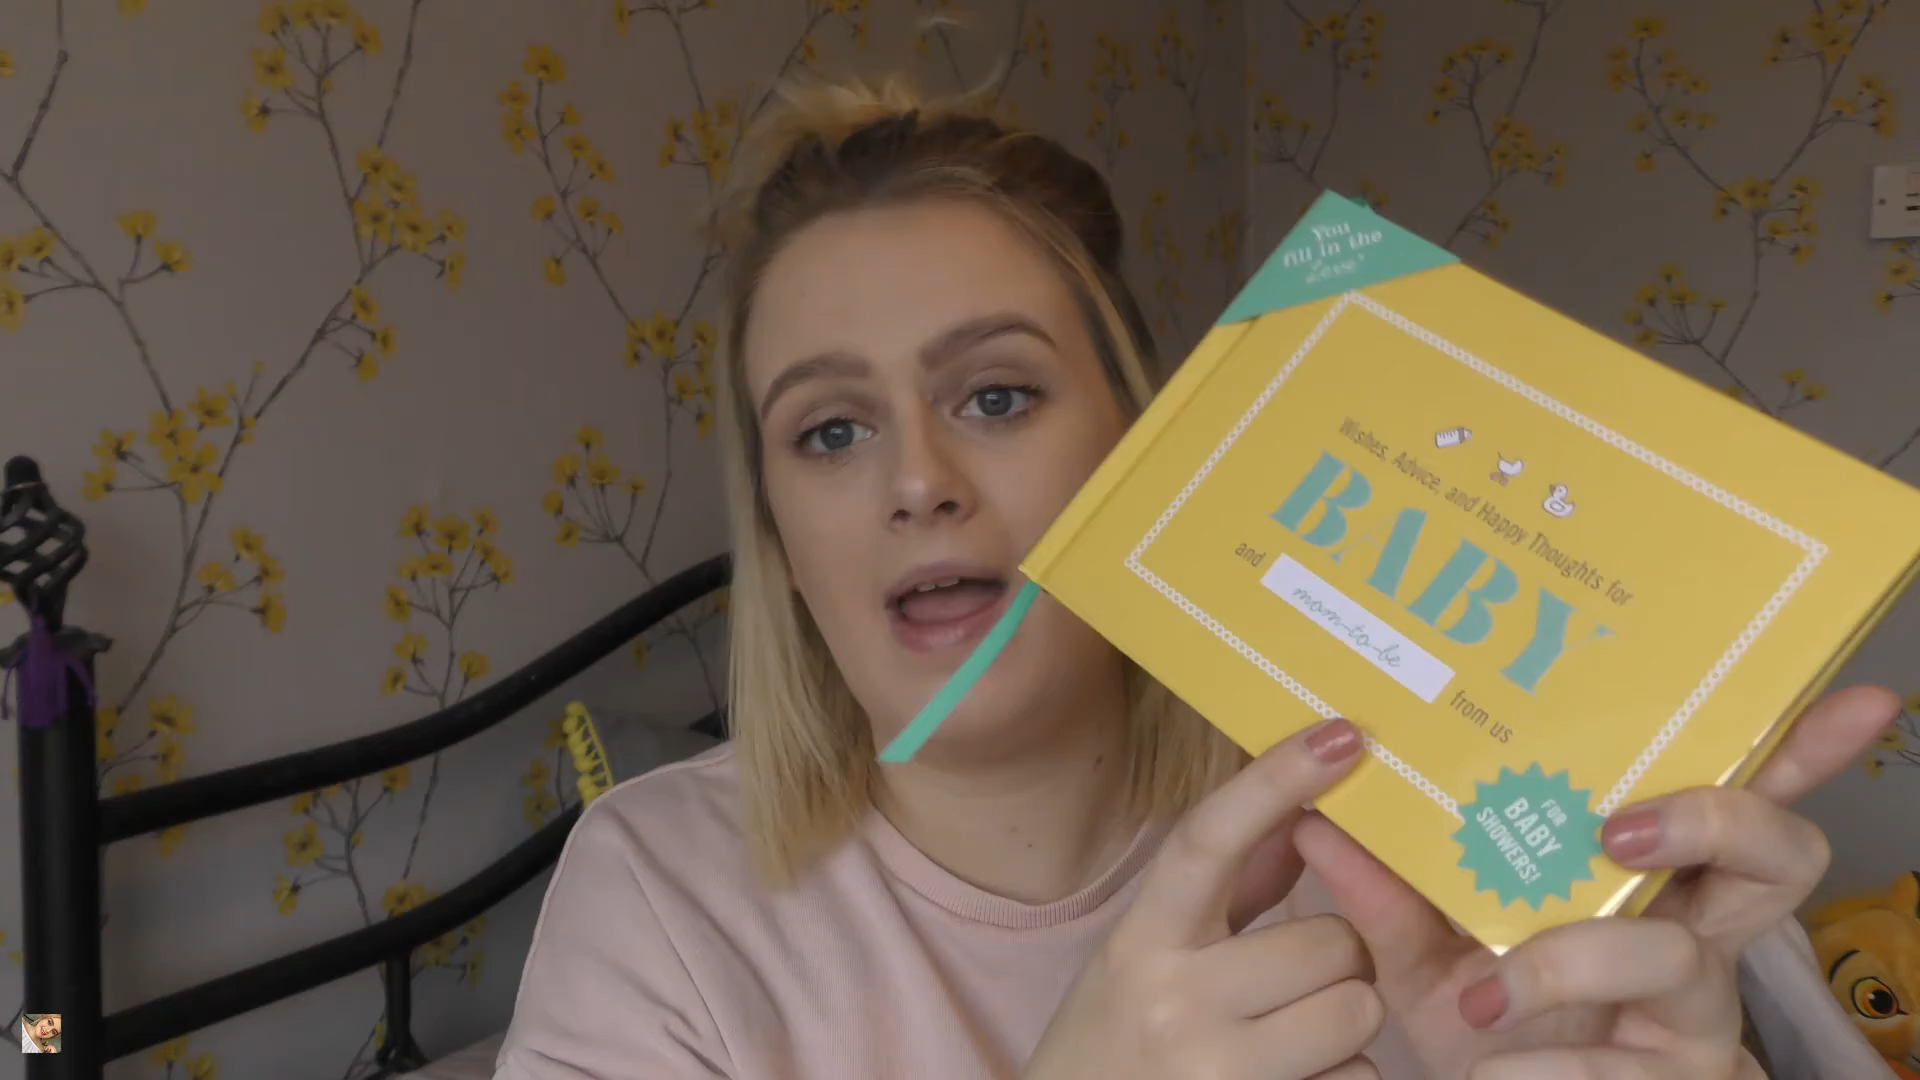 You
fill in the
Love®
Wishes, Advice, and Happy Thoughts for
BABY
and mom-to-be from us
FOR
BABY
SHOWERS!